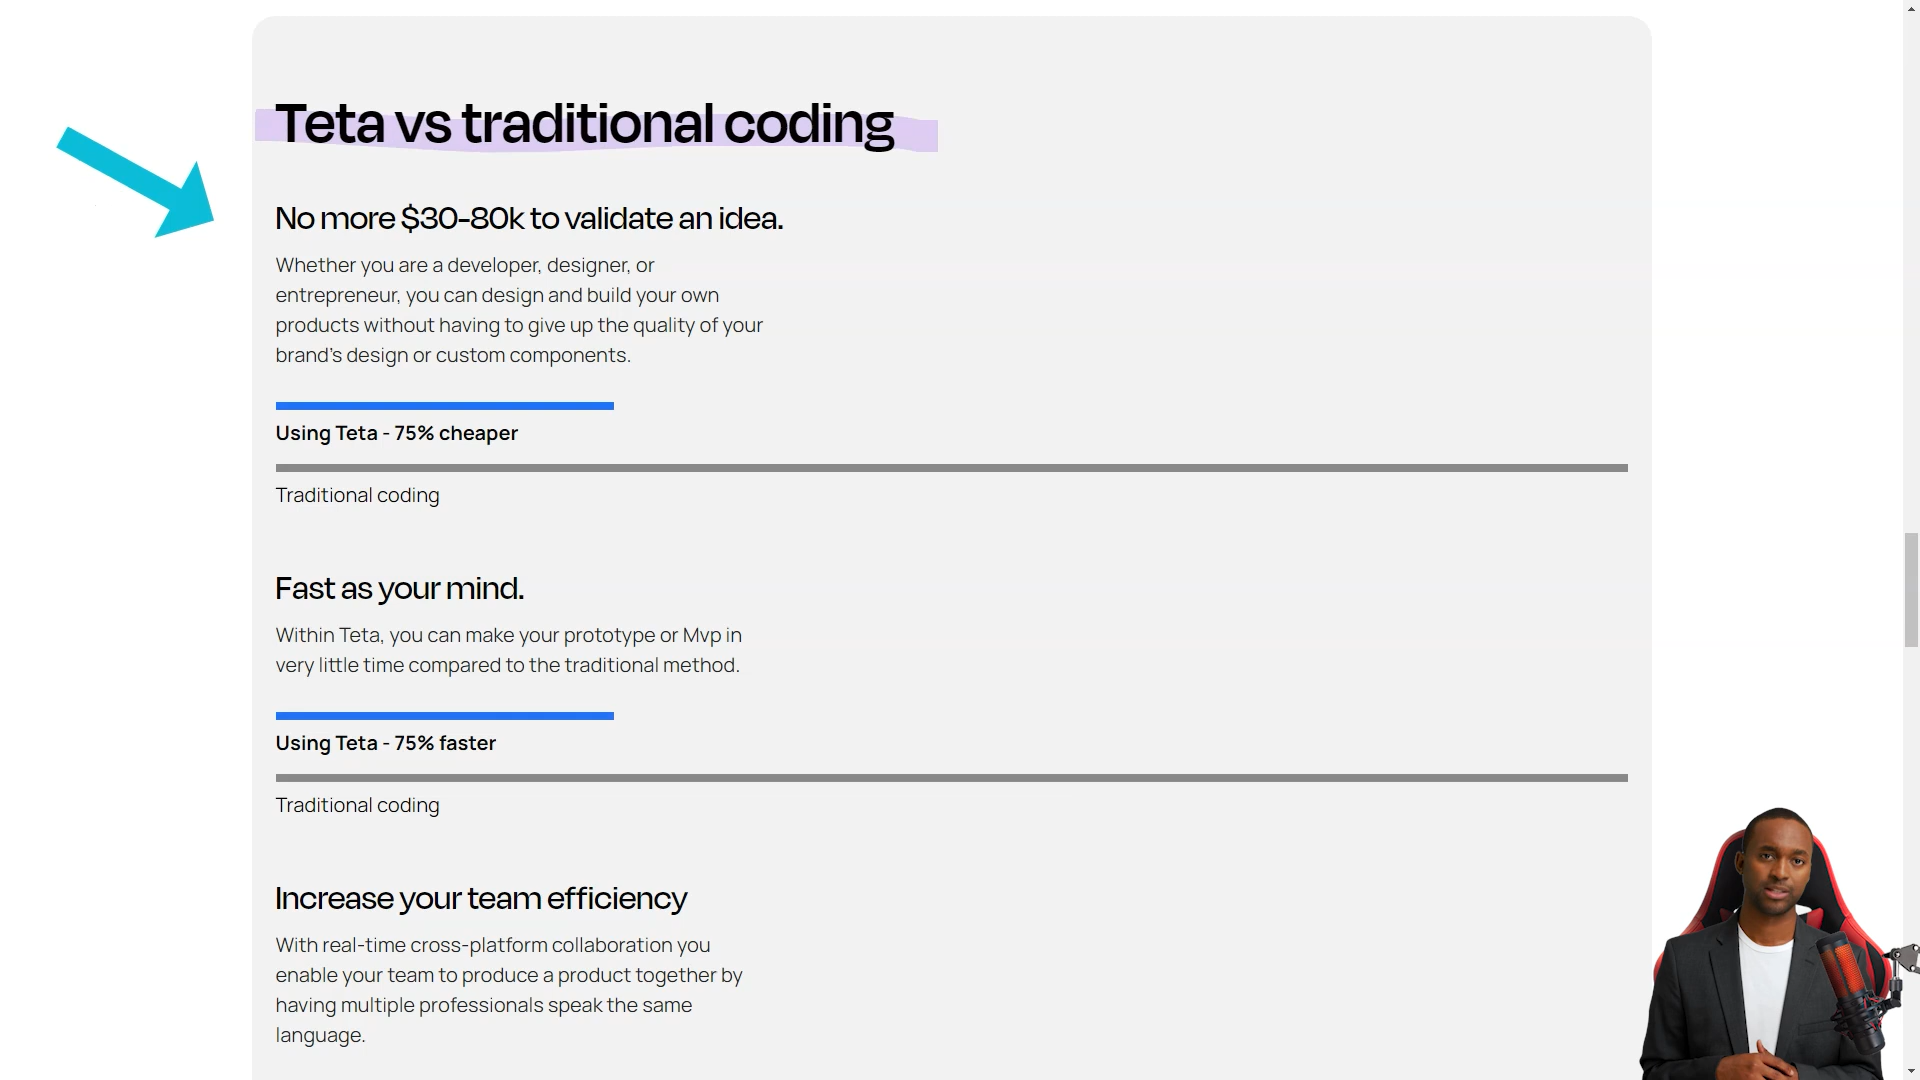 Teta vs traditional coding
No more $30-80k to validate an idea.
Whether you are a developer, designer, or
entrepreneur, you can design and build your own
products without having to give up the quality of your
brand's design or custom components.
Using Teta - 75% cheaper
Traditional coding
Fast as your mind.
Within Teta, you can make your prototype or Mvp in
very little time compared to the traditional method.
Using Teta - 75% faster
Traditional coding
Increase your team efficiency
With real-time cross-platform collaboration you
enable your team to produce a product together by
having multiple professionals speak the same
language.